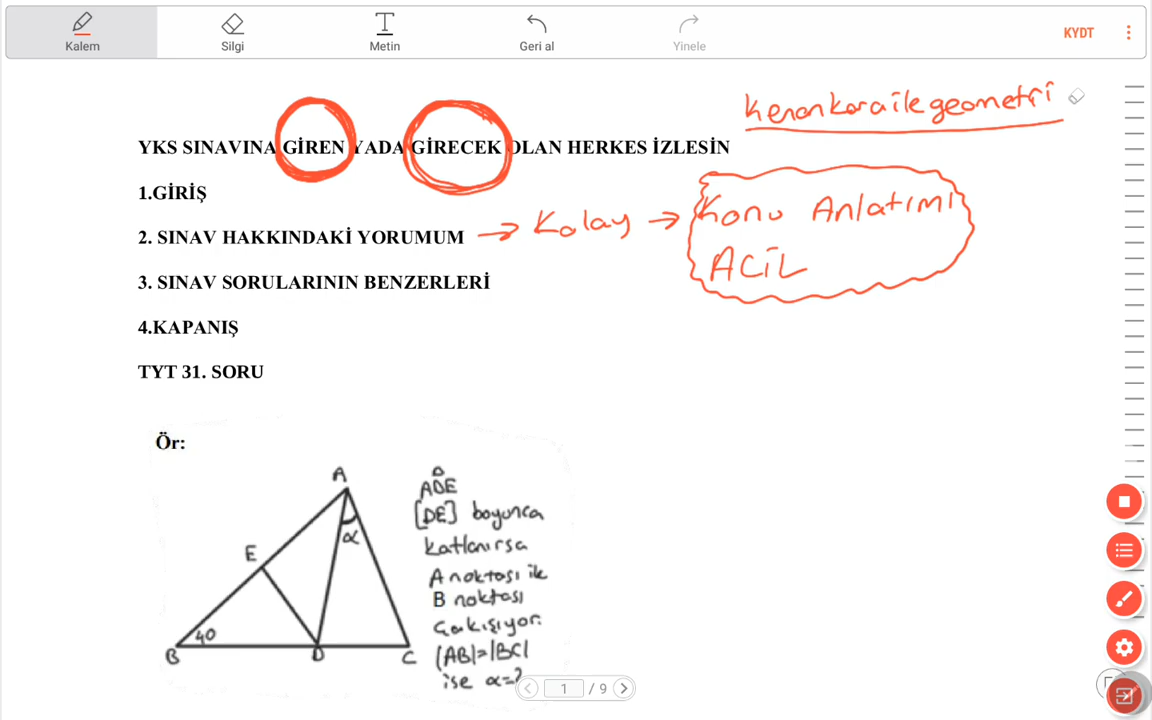 Kalem
Silgi
Metin
Geri al
Yinele
KYDT
Kenan kara ile geometri
YKS SINAVINA GİREN YADA GİRECEK OLAN HERKES İZLESİN
1.GİRİŞ
2. SINAV HAKKINDAKİ YORUMUM → Kolay → Konu Anlatımı
ACİL
3. SINAV SORULARININ BENZERLERİ
4.KAPANIŞ
TYT 31. SORU
Ör:
A
E
α
40
B
D
C
ADE
[DE] boyunca
katlanırsa
A noktası ile
B noktası
çakışıyor.
|AB|=|BC|
ise α=?
1 / 9